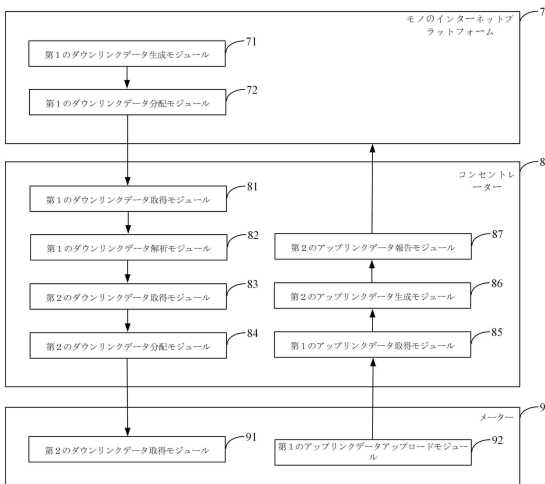 モノのインターネットプ
ラットフォーム
7
第1のダウンリンクデータ生成モジュール
71
第1のダウンリンクデータ分配モジュール
72
コンセントレ
ーター
8
第1のダウンリンクデータ取得モジュール
81
第1のダウンリンクデータ解析モジュール
82
第2のダウンリンクデータ取得モジュール
83
第2のダウンリンクデータ分配モジュール
84
第2のアップリンクデータ報告モジュール
87
第2のアップリンクデータ生成モジュール
86
第1のアップリンクデータ取得モジュール
85
メーター
9
第2のダウンリンクデータ取得モジュール
91
第1のアップリンクデータアップロードモジュ
ール
92